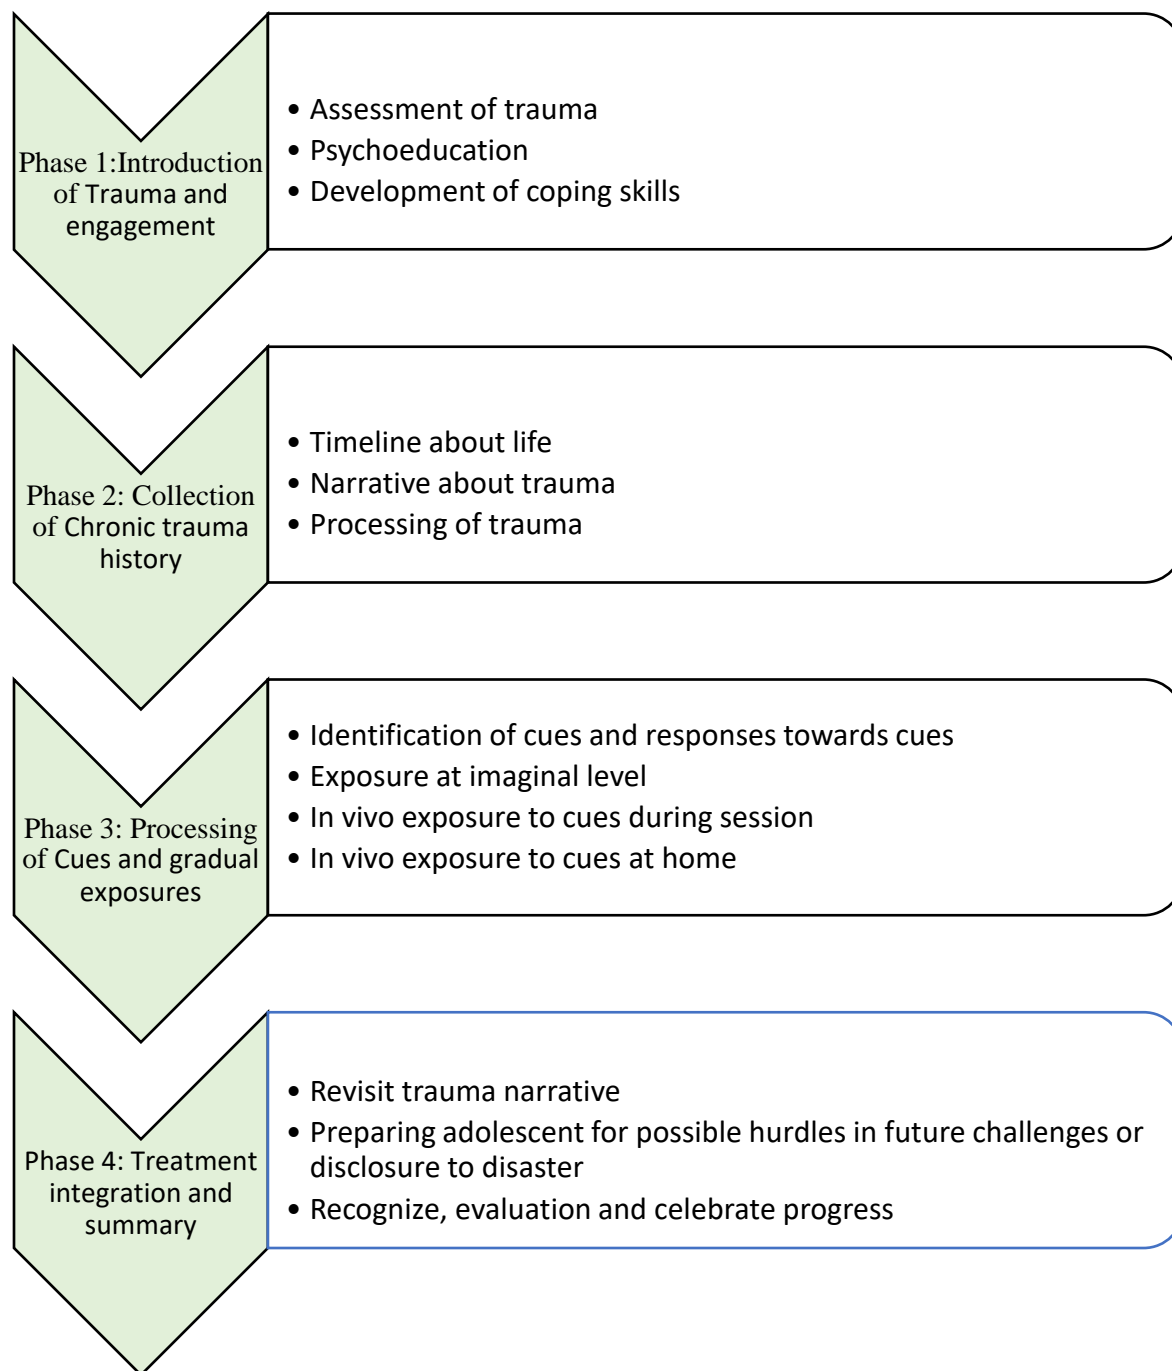 Phase 1:Introduction
of Trauma and
engagement
• Assessment of trauma
• Psychoeducation
• Development of coping skills
Phase 2: Collection
of Chronic trauma
history
• Timeline about life
• Narrative about trauma
• Processing of trauma
Phase 3: Processing
of Cues and gradual
exposures
• Identification of cues and responses towards cues
• Exposure at imaginal level
• In vivo exposure to cues during session
• In vivo exposure to cues at home
Phase 4: Treatment
integration and
summary
• Revisit trauma narrative
• Preparing adolescent for possible hurdles in future challenges or
disclosure to disaster
• Recognize, evaluation and celebrate progress